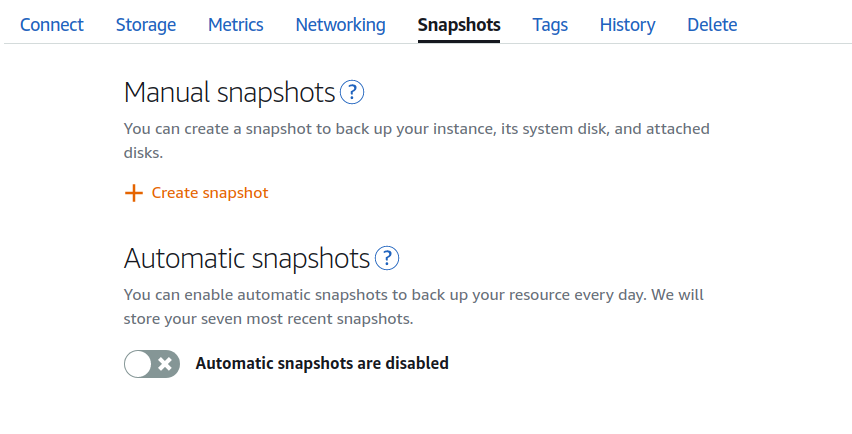 Connect Storage Metrics Networking Snapshots Tags History Delete
Manual snapshots ?
You can create a snapshot to back up your instance, its system disk, and attached
disks.
+ Create snapshot
Automatic snapshots ?
You can enable automatic snapshots to back up your resource every day. We will
store your seven most recent snapshots.
Automatic snapshots are disabled